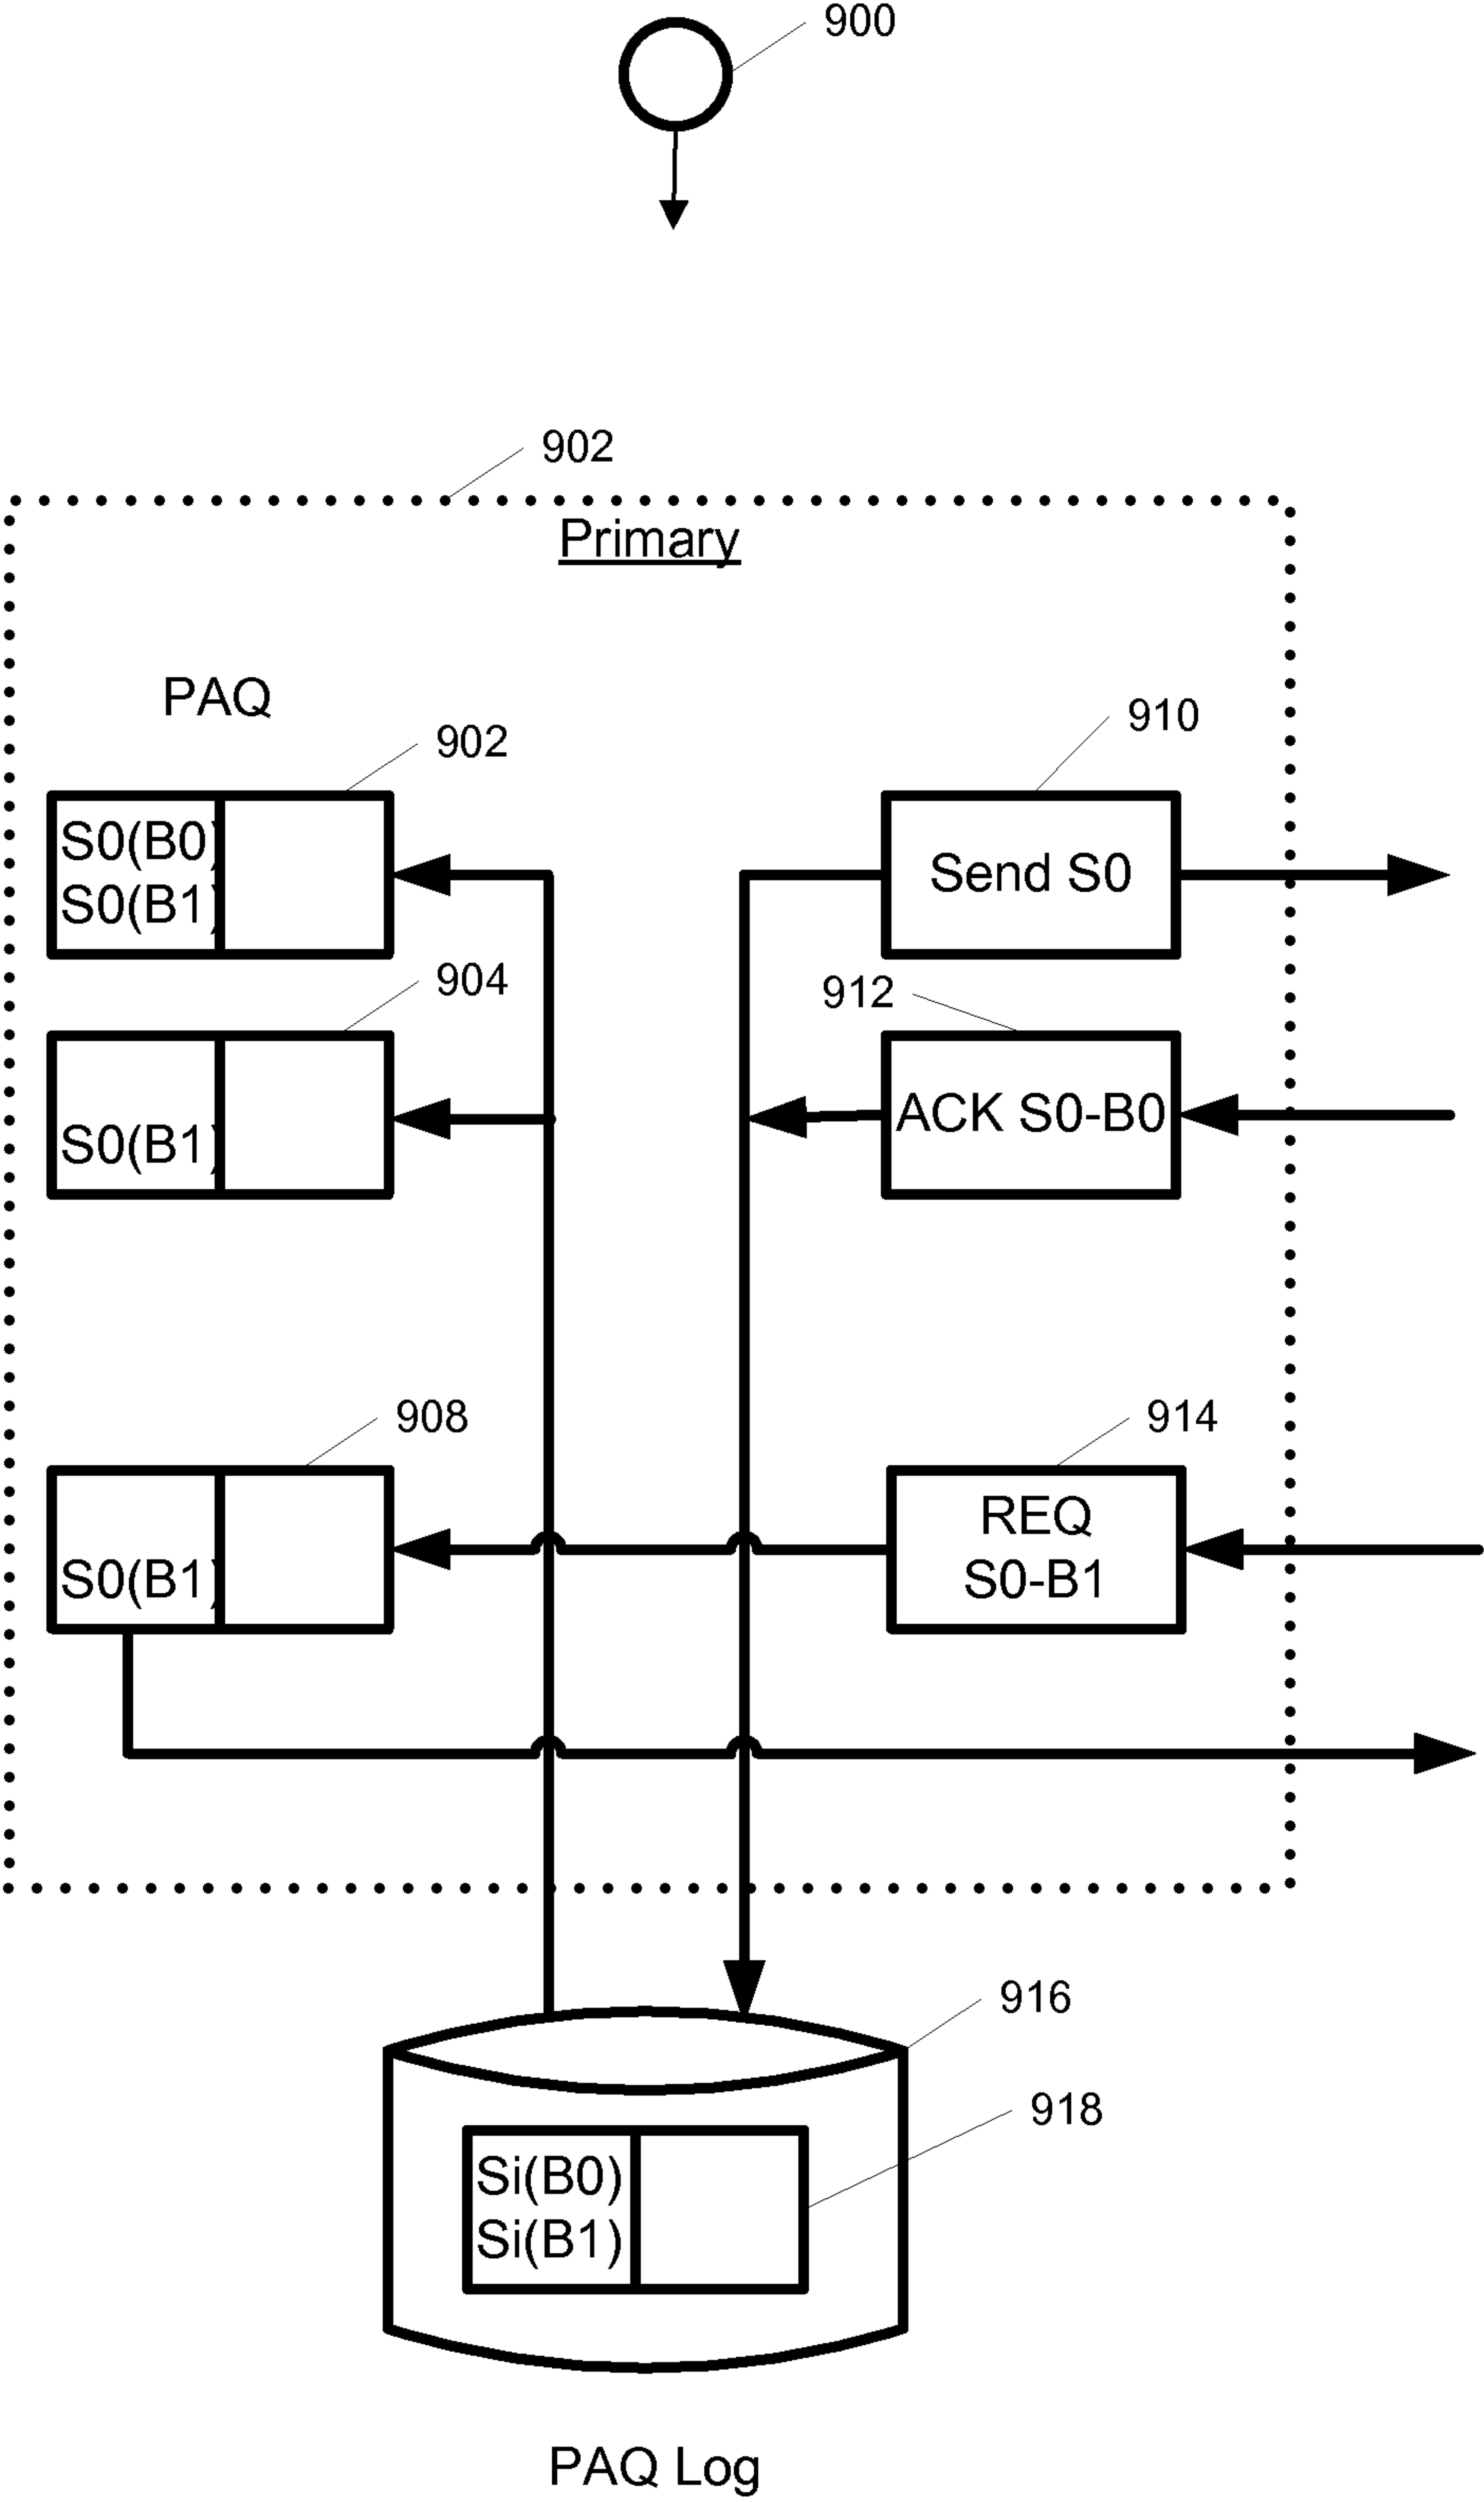 900
902
Primary
PAQ
902
910
S0(B0)
S0(B1)
Send S0
904
912
S0(B1)
ACK S0-B0
908
914
S0(B1)
REQ
S0-B1
916
918
Si(B0)
Si(B1)
PAQ Log